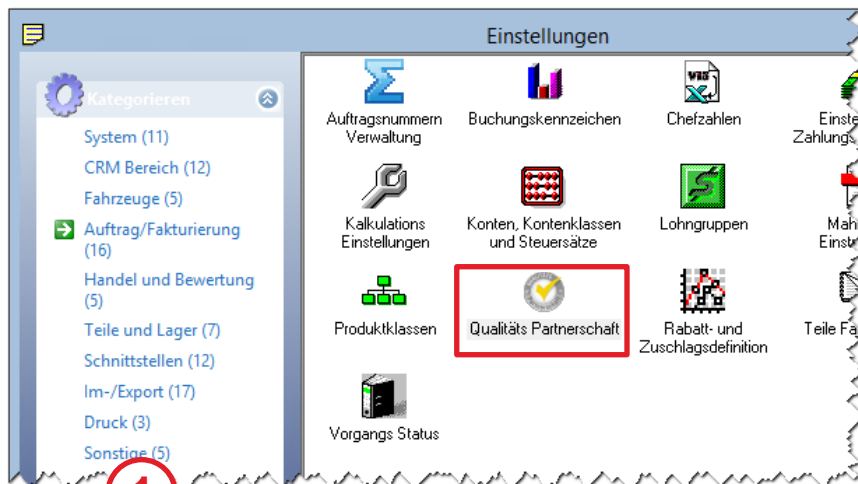 Einstellungen
Kategorieren
System (11)
CRM Bereich (12)
Fahrzeuge (5)
Auftrag/Fakturierung
(16)
Handel und Bewertung
(5)
Teile und Lager (7)
Schnittstellen (12)
Im-/Export (17)
Druck (3)
Sonstige (5)
Auftragsnummern
Verwaltung
Buchungskennzeichen
Chefzahlen
Kalkulations
Einstellungen
Konten, Kontenklassen
und Steuersätze
Lohngruppen
Produktklassen
Qualitäts Partnerschaft
Rabatt- und
Zuschlagsdefinition
Teile
Vorgangs Status